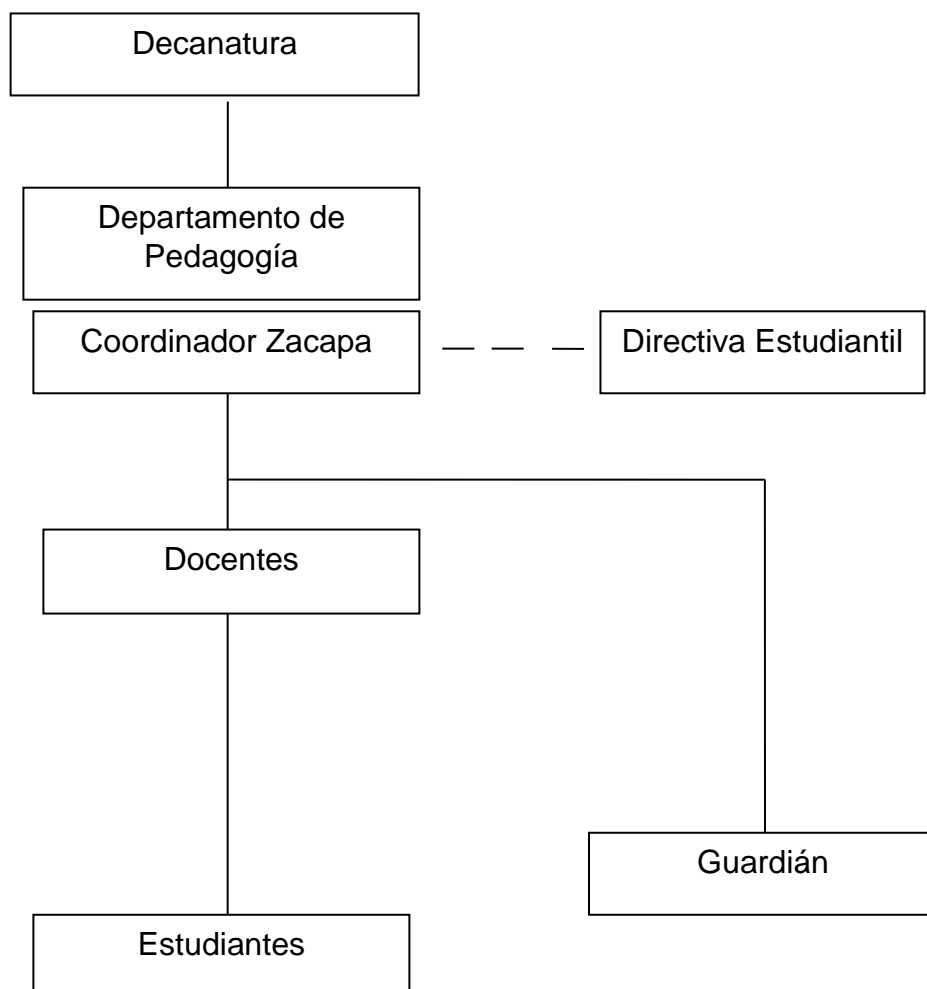 Decanatura
Departamento de
Pedagogía
Coordinador Zacapa
Directiva Estudiantil
Docentes
Guardián
Estudiantes